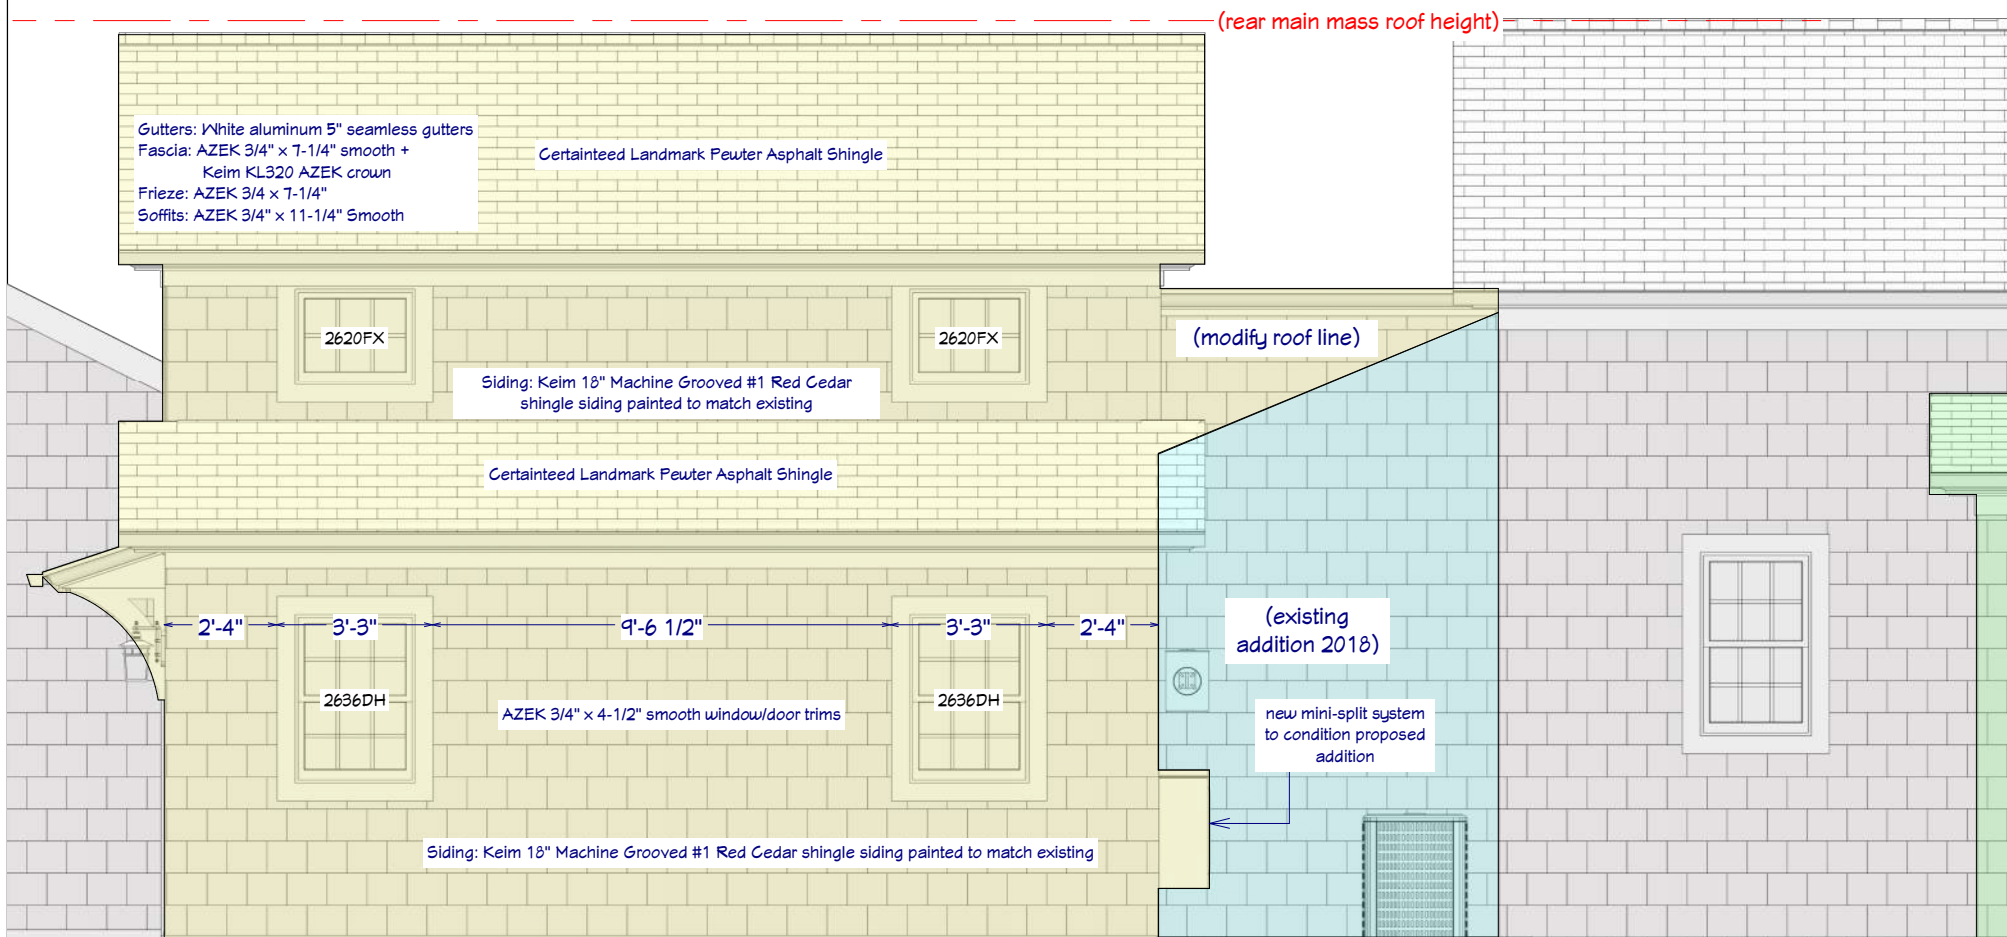 (rear main mass roof height)
Gutters: White aluminum 5" seamless gutters
Fascia: AZEK 3/4" x 7-1/4" smooth +
Keim KL320 AZEK crown
Frieze: AZEK 3/4 x 7-1/4"
Soffits: AZEK 3/4" x 11-1/4" Smooth
Certainteed Landmark Pewter Asphalt Shingle
2620FX
2620FX
(modify roof line)
Siding: Keim 18" Machine Grooved #1 Red Cedar
shingle siding painted to match existing
Certainteed Landmark Pewter Asphalt Shingle
2'-4"
3'-3"
9'-6 1/2"
3'-3"
2'-4"
(existing
addition 2018)
2636DH
2636DH
AZEK 3/4" x 4-1/2" smooth window/door trims
new mini-split system
to condition proposed
addition
Siding: Keim 18" Machine Grooved #1 Red Cedar shingle siding painted to match existing